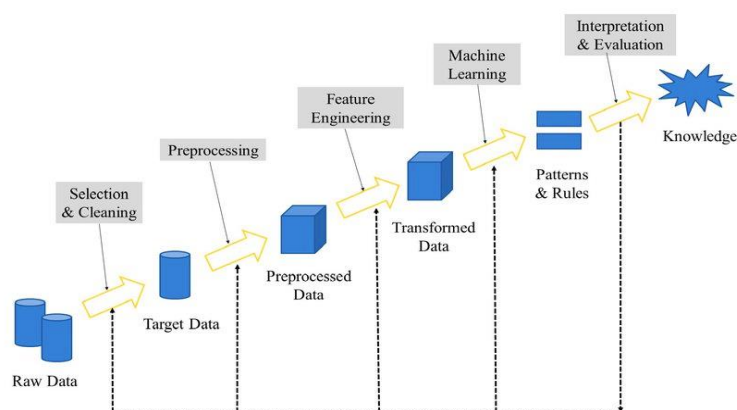 Interpretation
& Evaluation
Machine
Learning
Knowledge
Feature
Engineering
Patterns
& Rules
Preprocessing
Transformed
Data
Selection
& Cleaning
Preprocessed
Data
Target Data
Raw Data